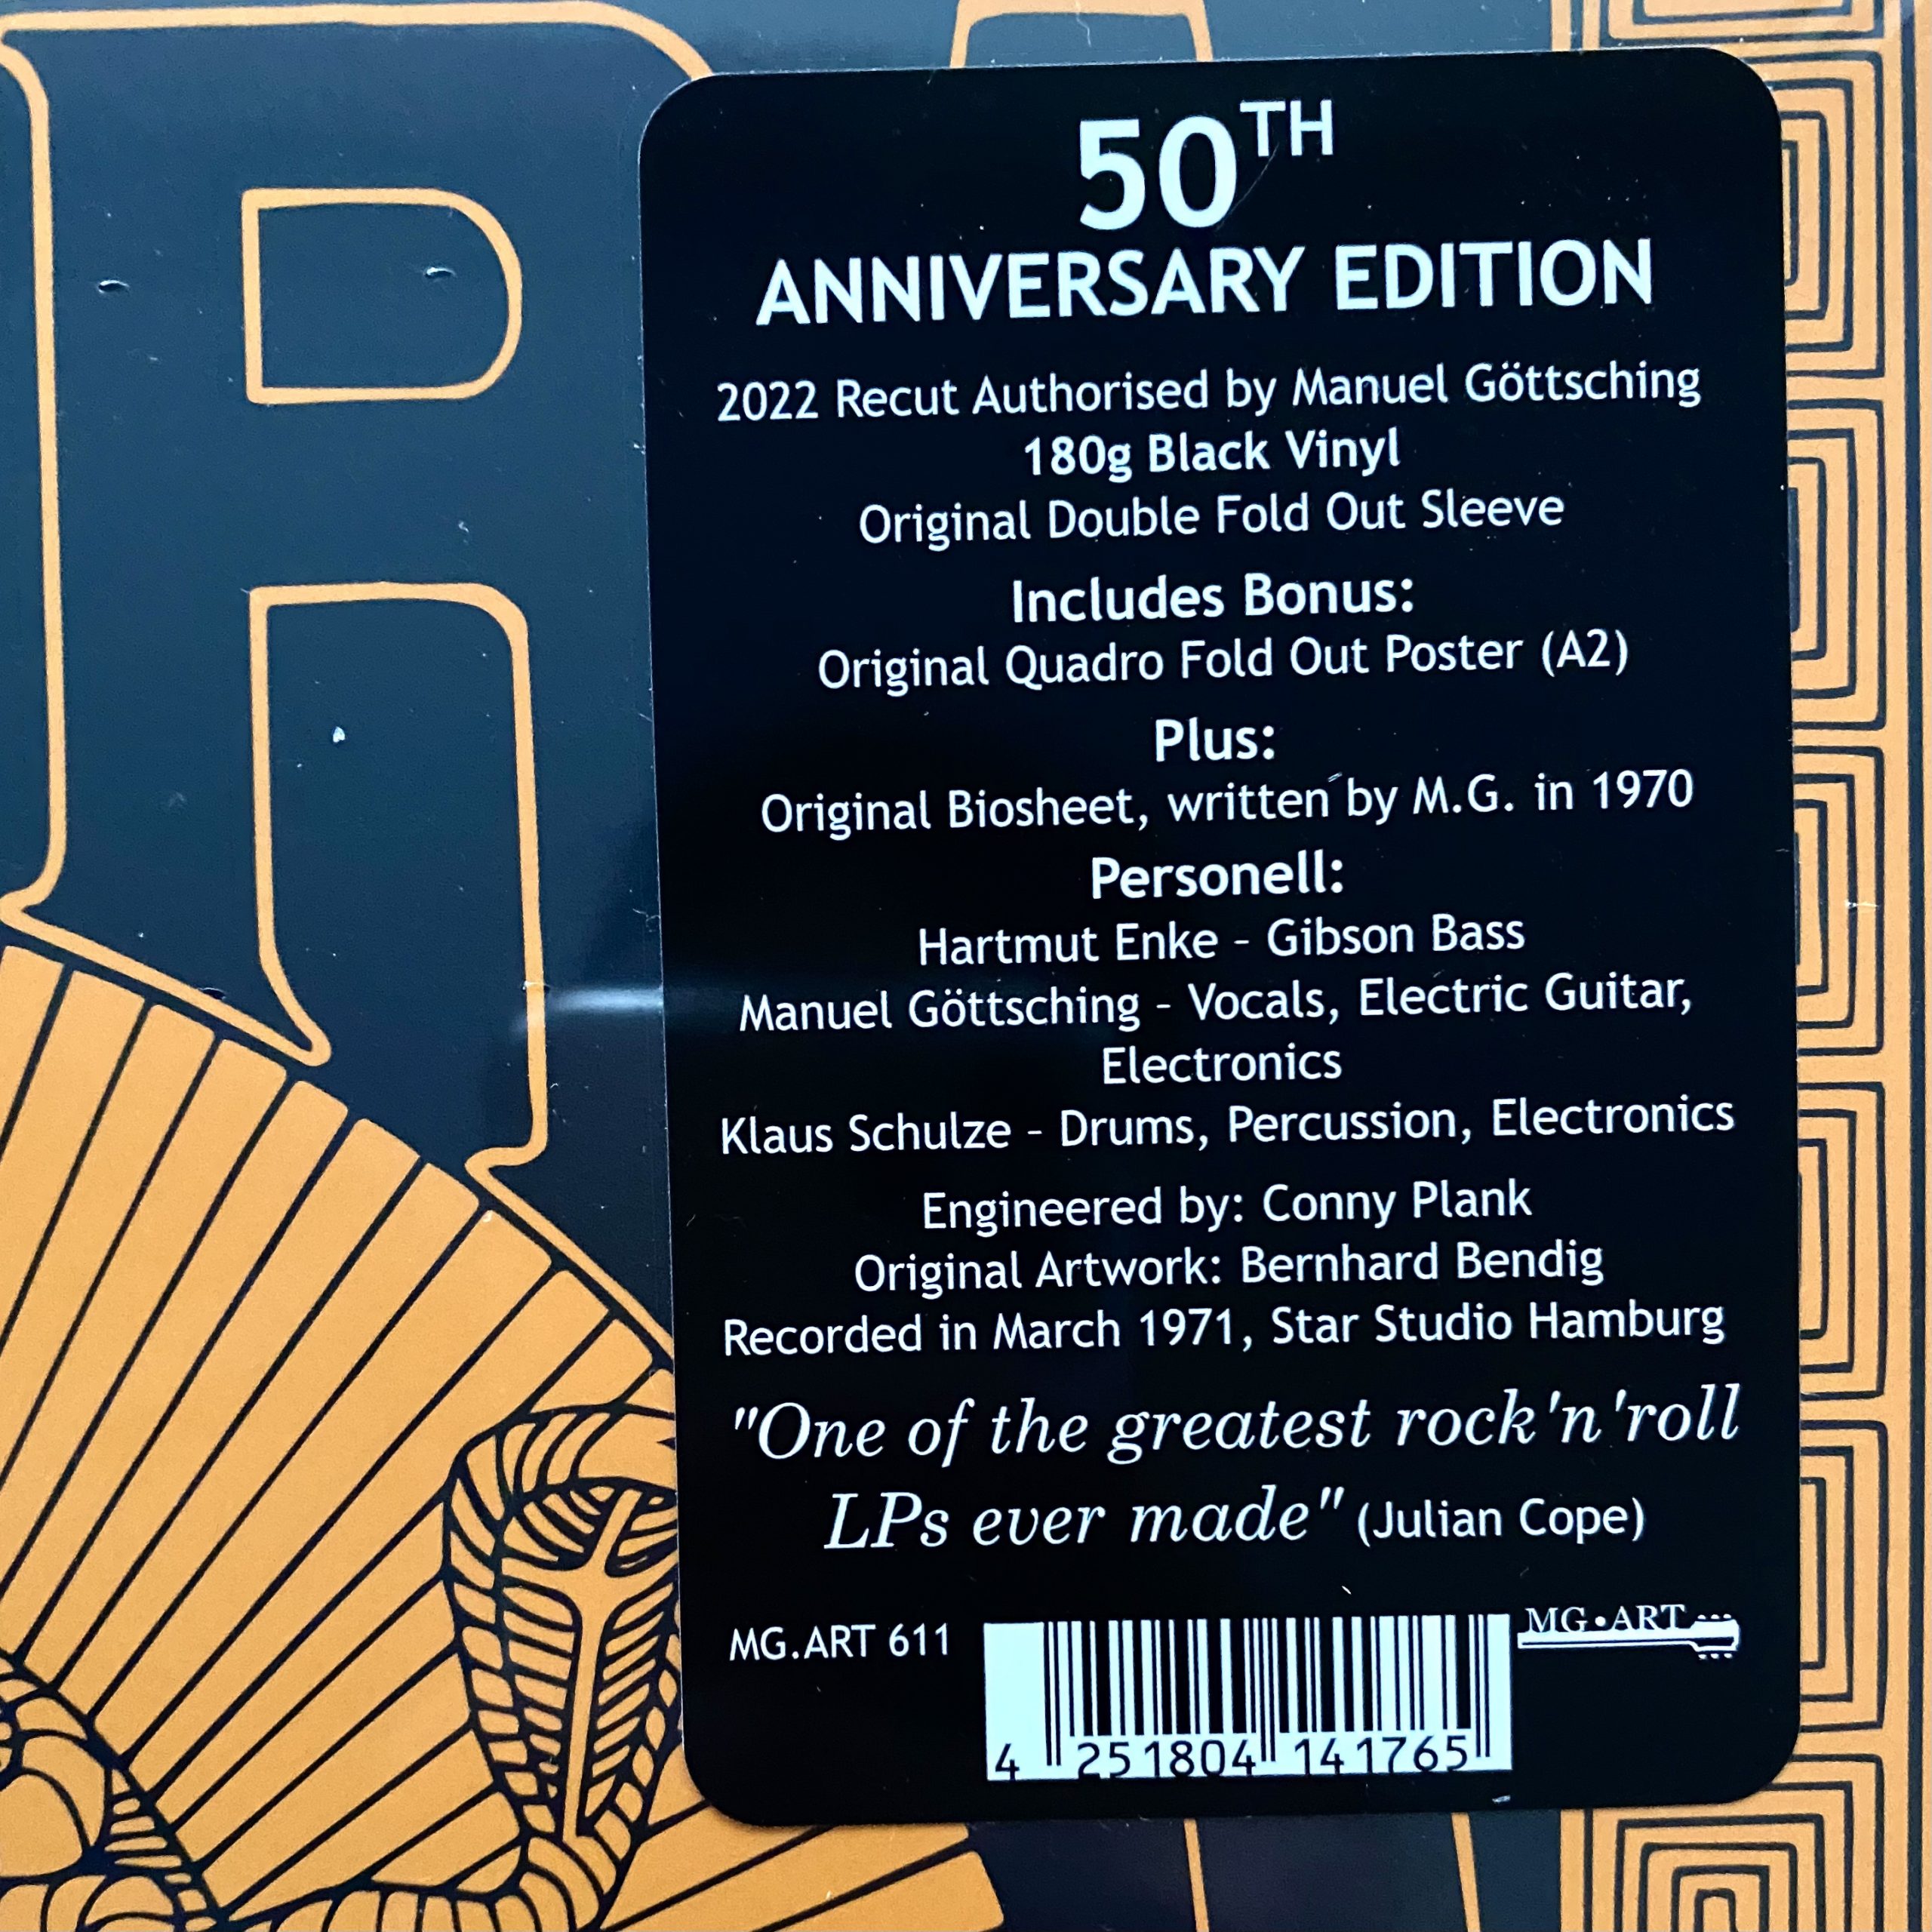 RA
50TH
ANNIVERSARY EDITION
2022 Recut Authorised by Manuel Göttsching
180g Black Vinyl
Original Double Fold Out Sleeve
Includes Bonus:
Original Quadro Fold Out Poster (A2)
Plus:
Original Biosheet, written by M.G. in 1970
Personell:
Hartmut Enke - Gibson Bass
Manuel Göttsching - Vocals, Electric Guitar,
Electronics
Klaus Schulze - Drums, Percussion, Electronics
Engineered by: Conny Plank
Original Artwork: Bernhard Bendig
Recorded in March 1971, Star Studio Hamburg
"One of the greatest rock'n'roll
LPs ever made" (Julian Cope)
MG.ART 611
MG•ART
4 251804 141765